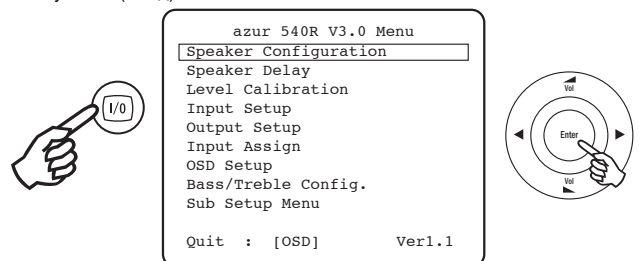 azur 540R V3.0 Menu
Speaker Configuration
Speaker Delay
Level Calibration
Input Setup
Output Setup
Input Assign
OSD Setup
Bass/Treble Config.
Sub Setup Menu
Quit : [OSD] Ver1.1
I/O
Vol
Enter
Vol